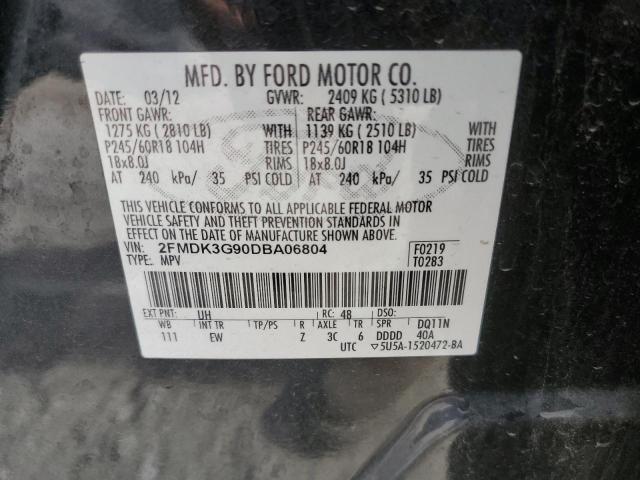 MFD. BY FORD MOTOR CO.
DATE: 03/12 GVWR: 2409 KG ( 5310 LB)
FRONT GAWR: REAR GAWR:
1275 KG ( 2810 LB) WITH 1139 KG ( 2510 LB) WITH
P245/60R18 104H TIRES P245/60R18 104H TIRES
18x8.0J RIMS 18x8.0J RIMS
AT 240 kPa/ 35 PSI COLD AT 240 kPa/ 35 PSI COLD
THIS VEHICLE CONFORMS TO ALL APPLICABLE FEDERAL MOTOR
VEHICLE SAFETY AND THEFT PREVENTION STANDARDS IN EFFECT
ON THE DATE OF MANUFACTURE SHOWN ABOVE.
VIN: 2FMDK3G90DBA06804 F0219
TYPE: MPV T0283
EXT PNT: UH RC: 48 DSO:
WB INT TR TP/PS R AXLE TR SPR DQ11N
111 EW Z 3C 6 DDDD 40A
UTC ▽5U5A-1520472-BA